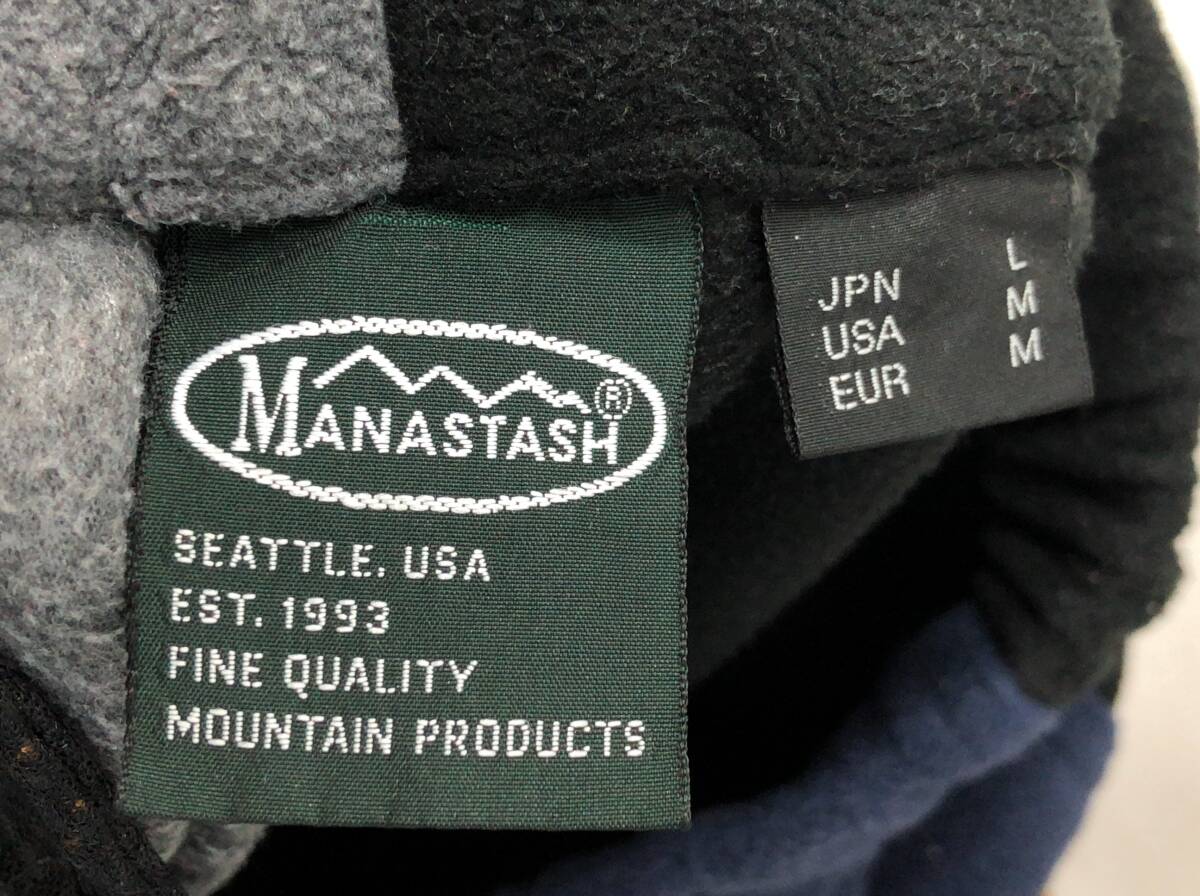 MANASTASH®
SEATTLE, USA
EST. 1993
FINE QUALITY
MOUNTAIN PRODUCTS
JPN L
USA M
EUR M